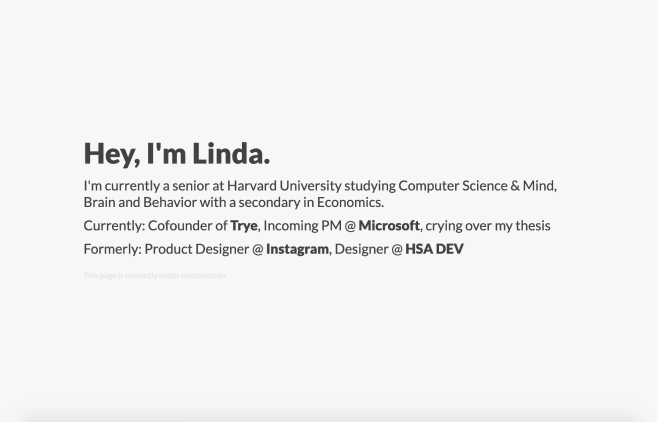 Hey, I'm Linda.
I'm currently a senior at Harvard University studying Computer Science & Mind,
Brain and Behavior with a secondary in Economics.
Currently: Cofounder of Trye, Incoming PM @ Microsoft, crying over my thesis
Formerly: Product Designer @ Instagram, Designer @ HSA DEV
This page is currently under construction.